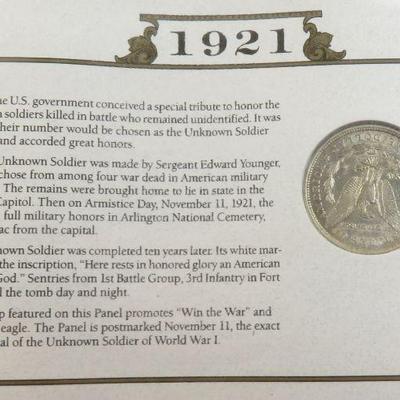 1921
e U.S. government conceived a special tribute to honor the
n soldiers killed in battle who remained unidentified. It was
heir number would be chosen as the Unknown Soldier
and accorded great honors.
Unknown Soldier was made by Sergeant Edward Younger,
chose from among four war dead in American military
The remains were brought home to lie in state in the
Capitol. Then on Armistice Day, November 11, 1921, the
full military honors in Arlington National Cemetery,
ac from the capital.
nown Soldier was completed ten years later. Its white mar-
the inscription, "Here rests in honored glory an American
God." Sentries from 1st Battle Group, 3rd Infantry in Fort
l the tomb day and night.
p featured on this Panel promotes "Win the War" and
eagle. The Panel is postmarked November 11, the exact
al of the Unknown Soldier of World War I.